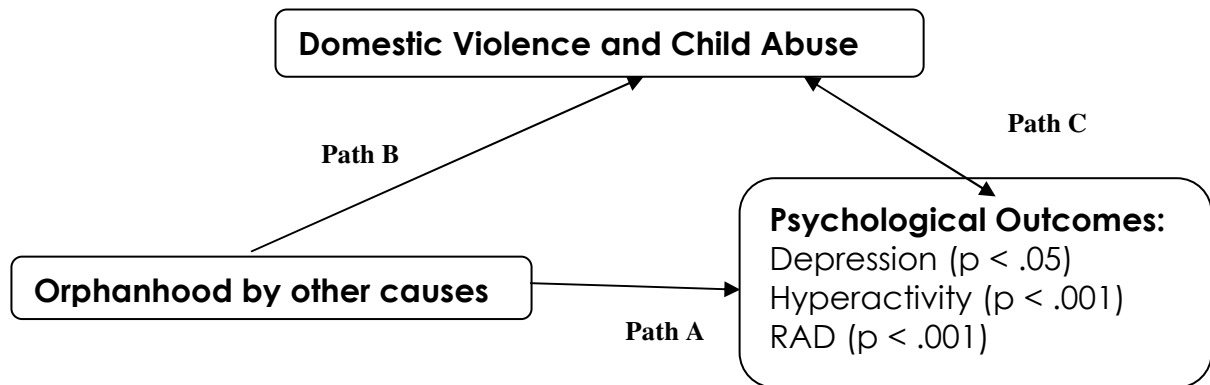 Domestic Violence and Child Abuse
Path C
Path B
Psychological Outcomes:
Depression (p < .05)
Hyperactivity (p < .001)
RAD (p < .001)
Orphanhood by other causes
Path A